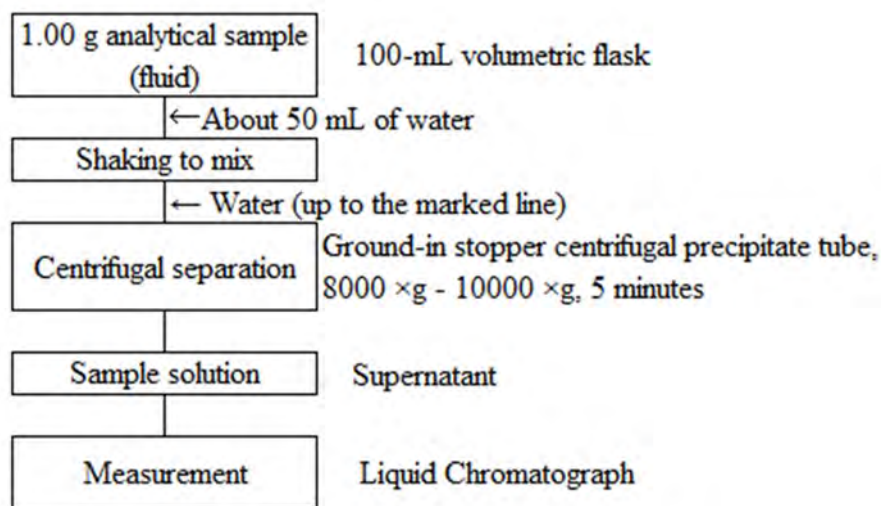 1.00 g analytical sample
(fluid)
100-mL volumetric flask
←About 50 mL of water
Shaking to mix
← Water (up to the marked line)
Centrifugal separation
Ground-in stopper centrifugal precipitate tube,
8000 ×g - 10000 ×g, 5 minutes
Sample solution
Supernatant
Measurement
Liquid Chromatograph